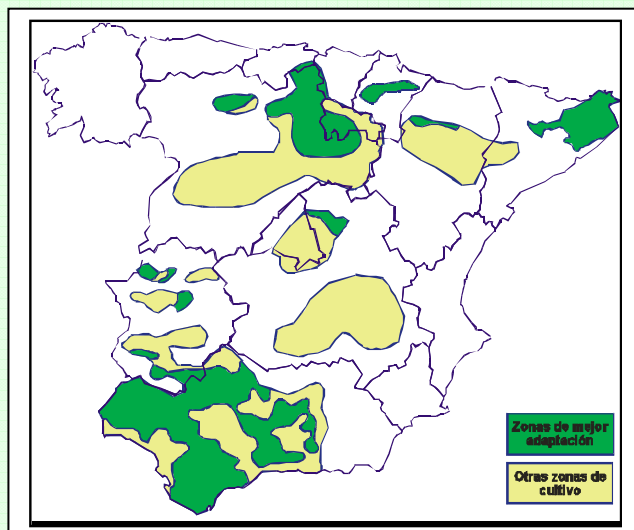 Zonas de mejor
adaptación
Otras zonas de
cultivo